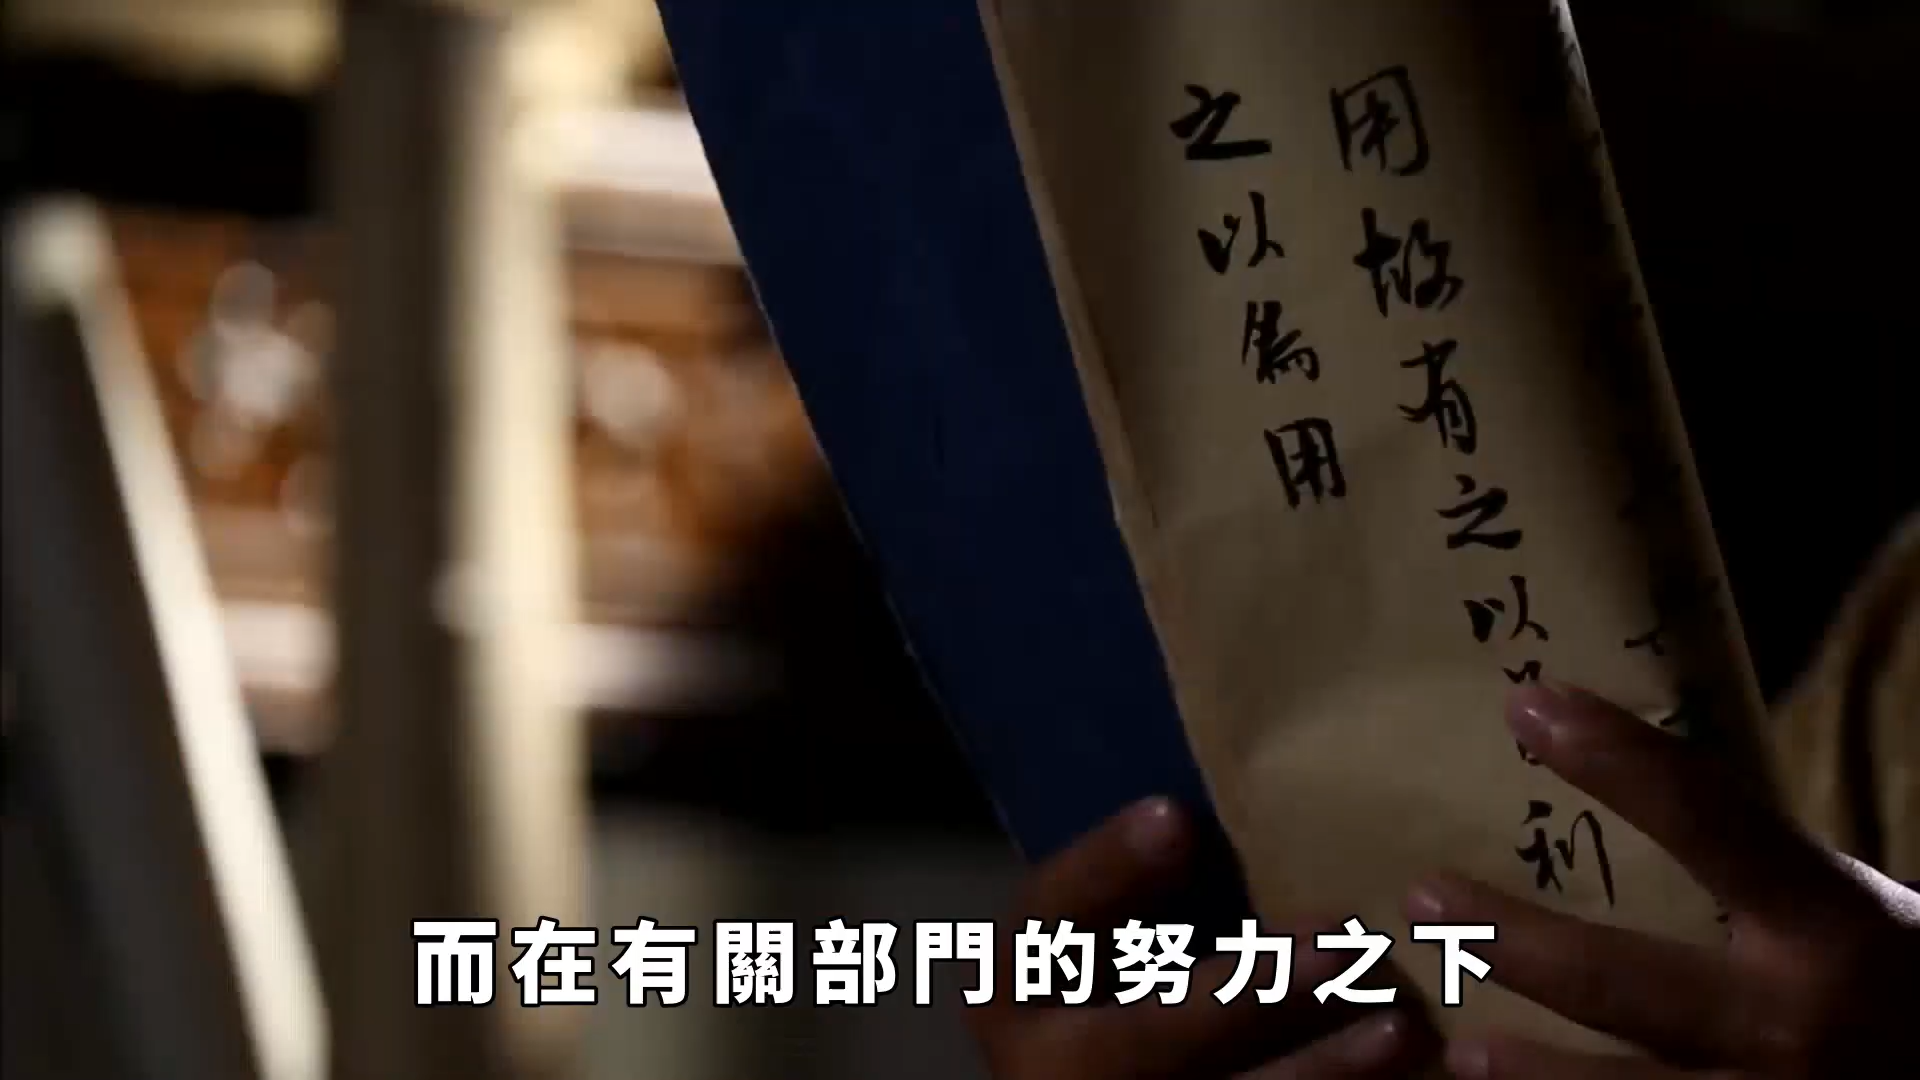 用故有之以為利
之以為用
而在有關部門的努力之下